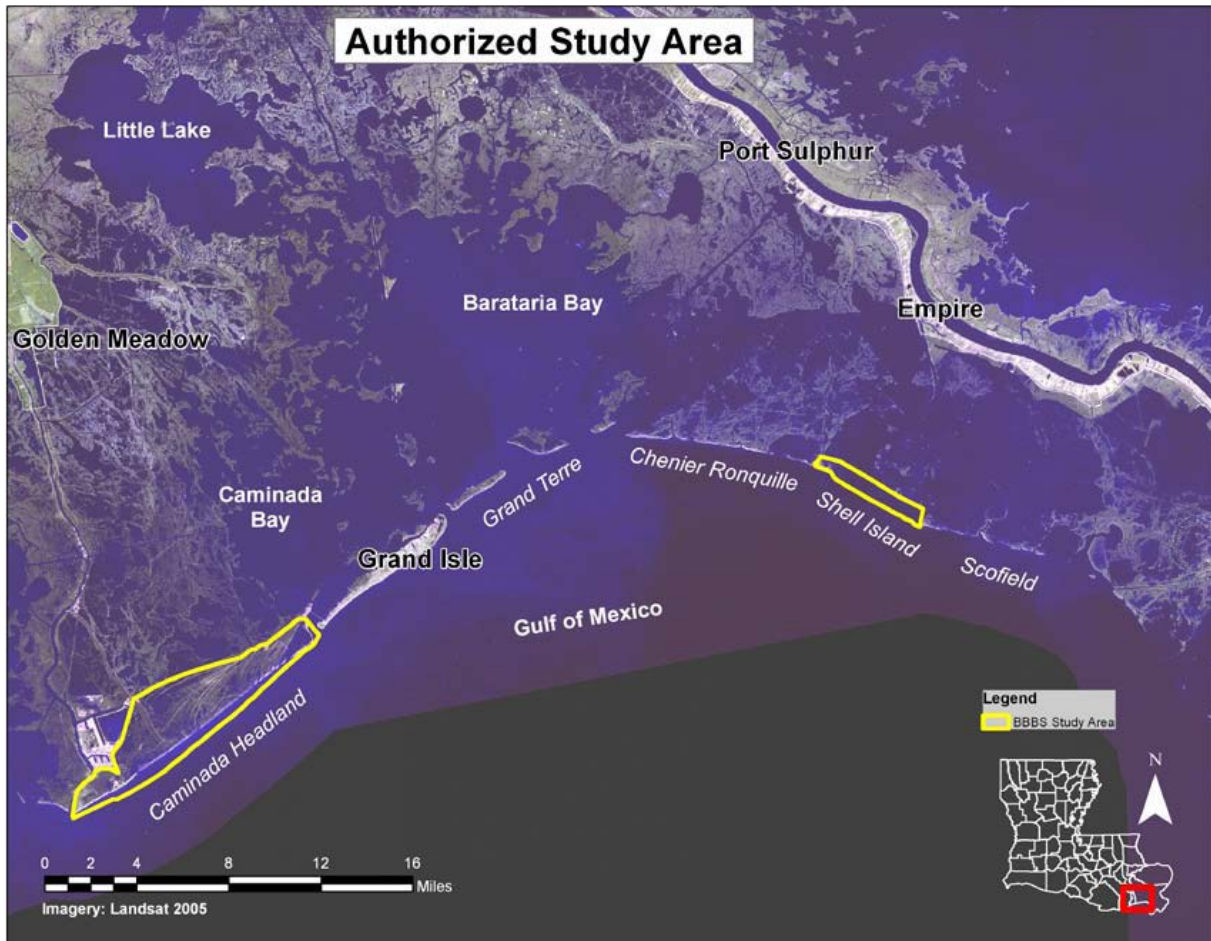 Authorized Study Area
Little Lake
Port Sulphur
Barataria Bay
Empire
Golden Meadow
Chenier Ronquille
Caminada
Bay
Grand Terre
Shell Island
Grand Isle
Scofield
Gulf of Mexico
Caminada Headland
Legend
BBBS Study Area
N
0 2 4 8 12 16
Miles
Imagery: Landsat 2005